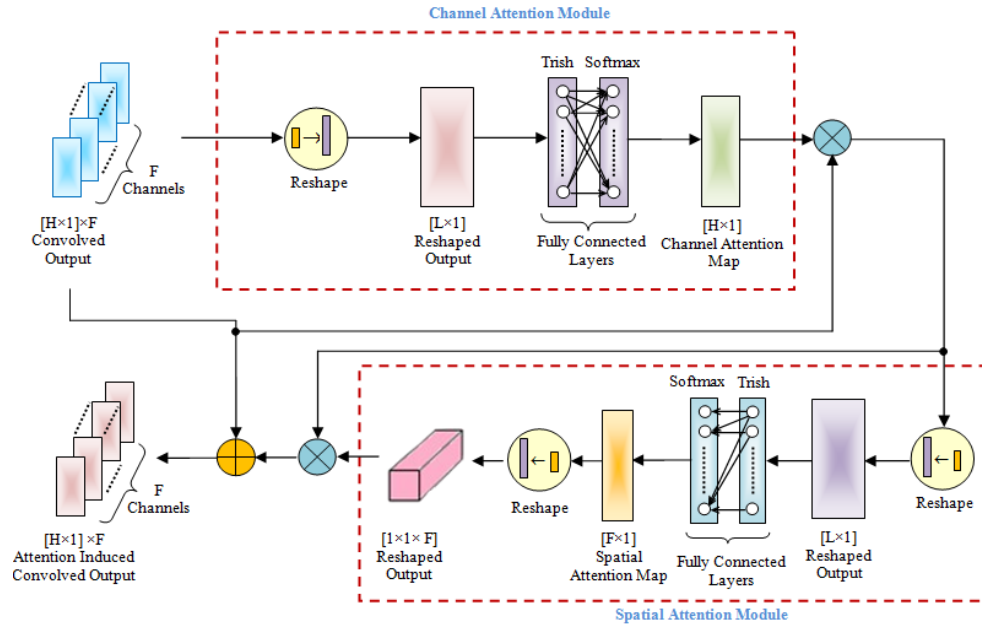 Channel Attention Module
Trish Softmax
F
Channels
Reshape
[H×1]×F
Convolved
Output
[L×1]
Reshaped
Output
Fully Connected
Layers
[H×1]
Channel Attention
Map
Softmax Trish
F
Channels
Reshape
Reshape
[H×1] ×F
Attention Induced
Convolved Output
[1×1× F]
Reshaped
Output
[F×1]
Spatial
Attention Map
Fully Connected
Layers
[L×1]
Reshaped
Output
Spatial Attention Module